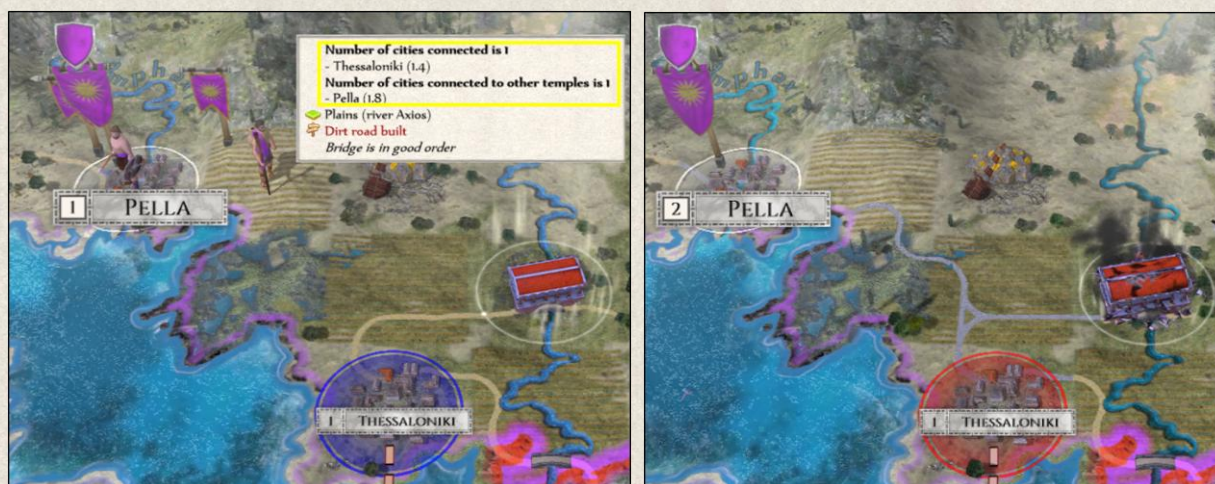 Number of cities connected is 1
- Thessaloniki (1.4)
Number of cities connected to other temples is 1
- Pella (1.8)
Plains (river Axios)
Dirt road built
Bridge is in good order
1 PELLA
1 THESSALONIKI
2 PELLA
1 THESSALONIKI